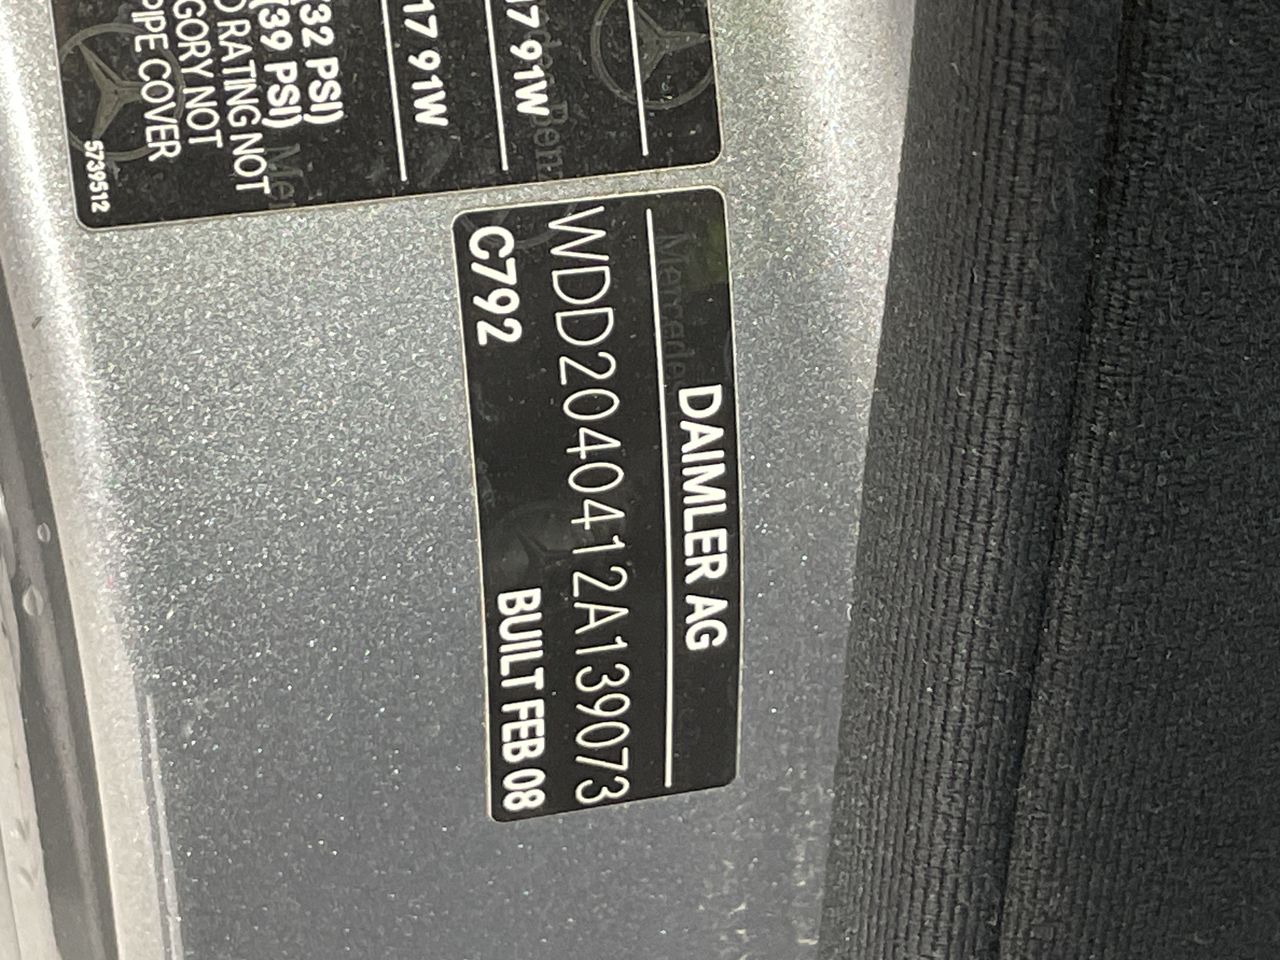 17 91W
17 91W
(32 PSI)
(39 PSI)
RATING NOT
GORY NOT
PIPE COVER
5739512
DAIMLER AG
WDD2040412A139073
C792
BUILT FEB 08